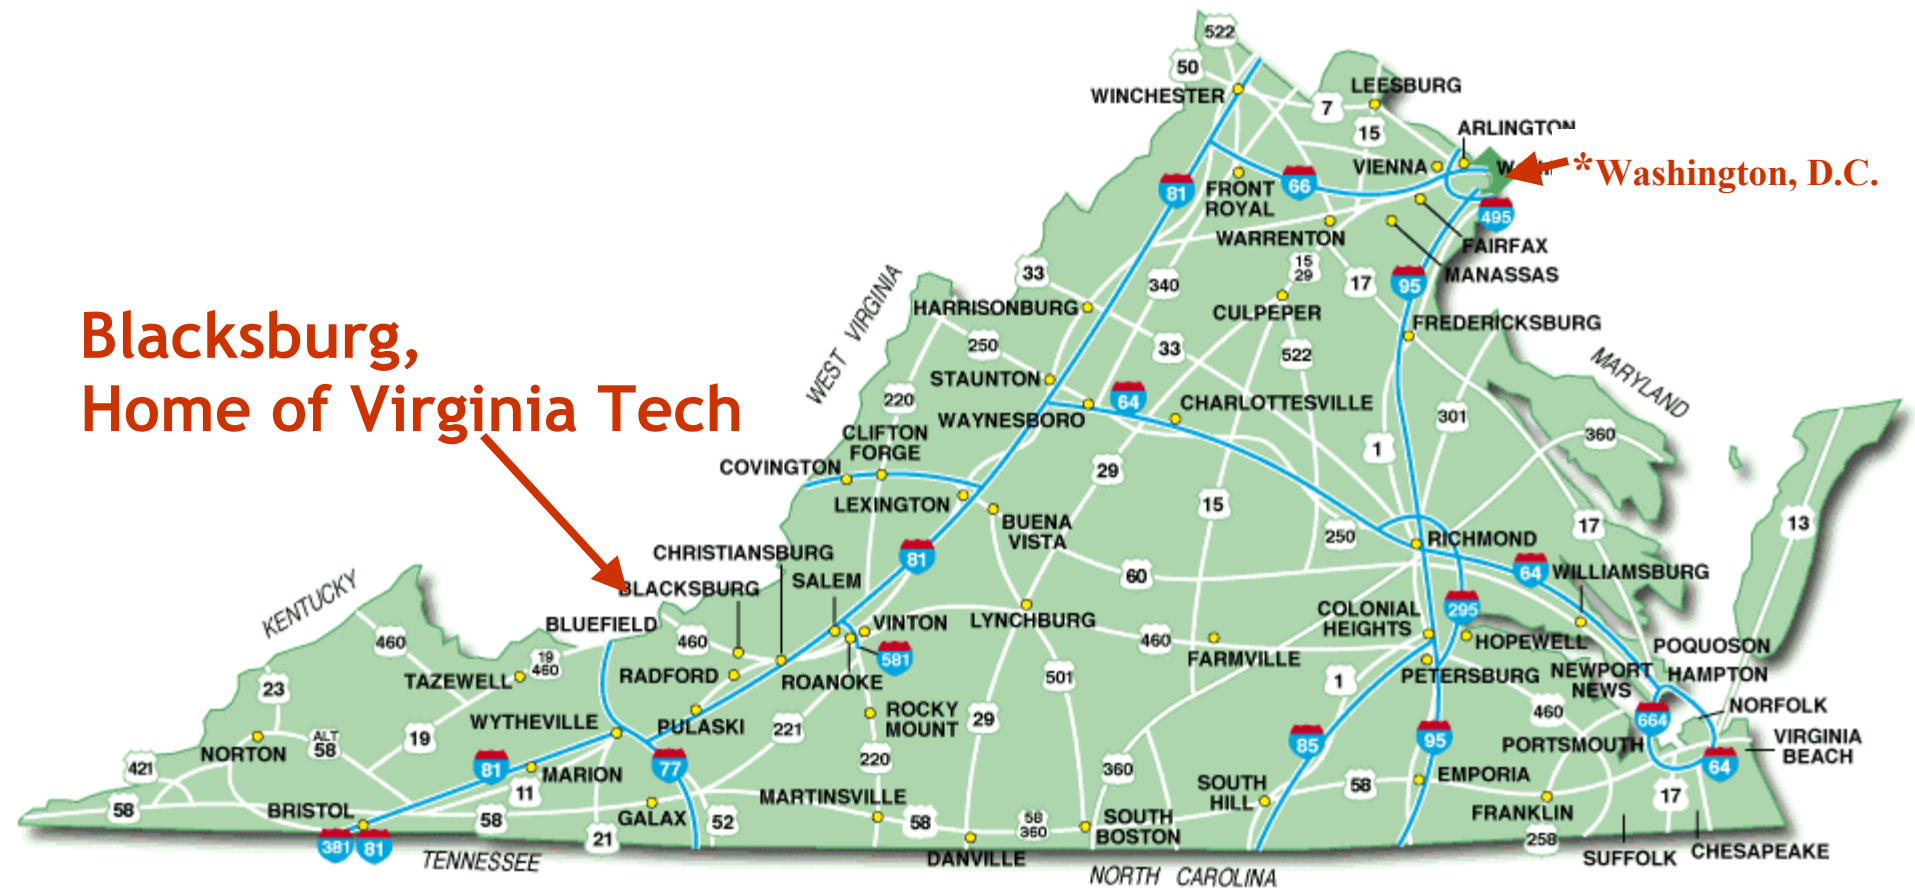 522
50
LEESBURG
WINCHESTER
7
15
ARLINGTON
VIENNA
*Washington, D.C.
81
FRONT
ROYAL
66
495
WARRENTON
FAIRFAX
MANASSAS
15
29
33
340
17
95
WEST VIRGINIA
HARRISONBURG
CULPEPER
FREDERICKSBURG
Blacksburg,
Home of Virginia Tech
250
33
522
MARYLAND
STAUNTON
220
64
CHARLOTTESVILLE
WAYNESBORO
301
360
CLIFTON
FORGE
1
COVINGTON
29
LEXINGTON
15
BUENA
VISTA
17
13
250
RICHMOND
CHRISTIANSBURG
81
SALEM
60
64
WILLIAMSBURG
BLACKSBURG
KENTUCKY
295
COLONIAL
HEIGHTS
BLUEFIELD
460
460
VINTON
LYNCHBURG
460
HOPEWELL
581
FARMVILLE
POQUOSON
19
460
RADFORD
ROANOKE
TAZEWELL
501
1
PETERSBURG
NEWPORT
NEWS
HAMPTON
23
NORFOLK
WYTHEVILLE
PULASKI
ROCKY
MOUNT
29
460
664
221
19
ALT
58
NORTON
85
95
PORTSMOUTH
VIRGINIA
BEACH
421
81
MARION
77
220
360
64
EMPORIA
11
SOUTH
HILL
58
MARTINSVILLE
17
58
BRISTOL
58
GALAX
52
58
58
360
SOUTH
BOSTON
FRANKLIN
381
81
21
258
TENNESSEE
DANVILLE
SUFFOLK
CHESAPEAKE
NORTH CAROLINA